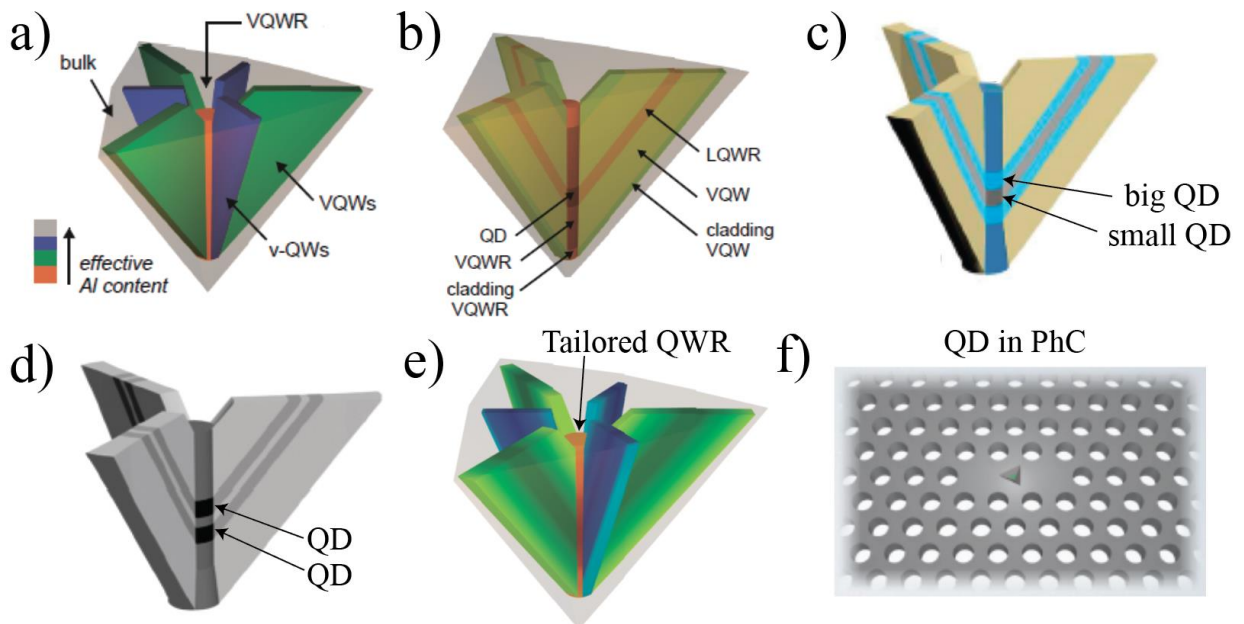 a)
VQWR
bulk
VQWs
v-QWs
effective
Al content
b)
LQWR
VQW
QD
cladding
VQW
VQWR
cladding
VQWR
c)
big QD
small QD
d)
QD
QD
e)
Tailored QWR
f)
QD in PhC